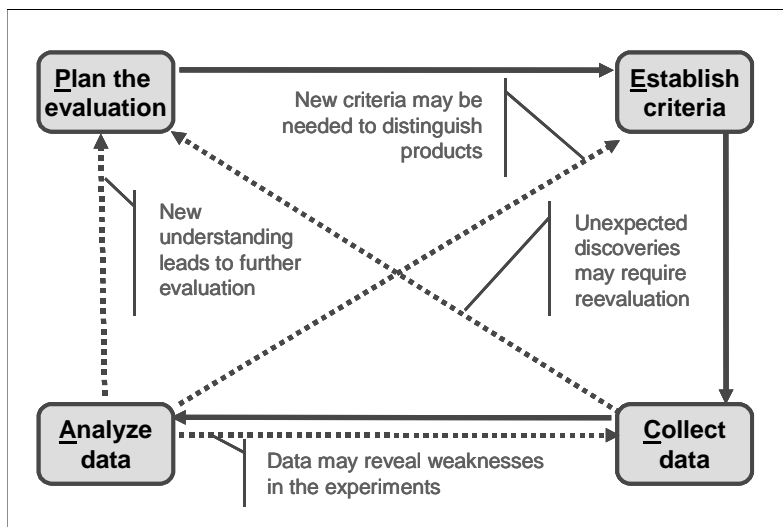 Plan the
evaluation
Establish
criteria
New criteria may be
needed to distinguish
products
New
understanding
leads to further
evaluation
Unexpected
discoveries
may require
reevaluation
Analyze
data
Collect
data
Data may reveal weaknesses
in the experiments